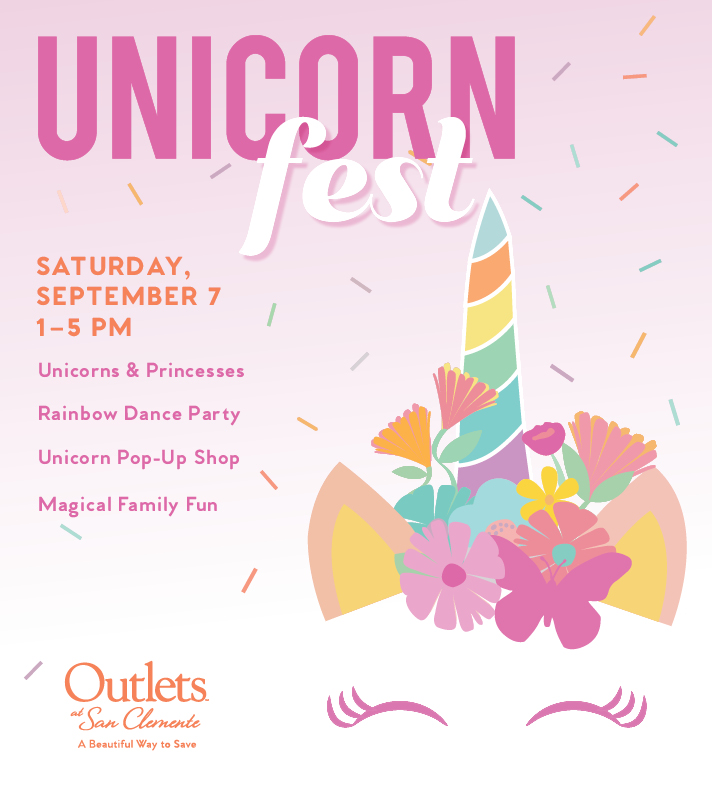 UNICORN
fest
SATURDAY,
SEPTEMBER 7
1–5 PM
Unicorns & Princesses
Rainbow Dance Party
Unicorn Pop-Up Shop
Magical Family Fun
Outlets
at San Clemente
A Beautiful Way to Save